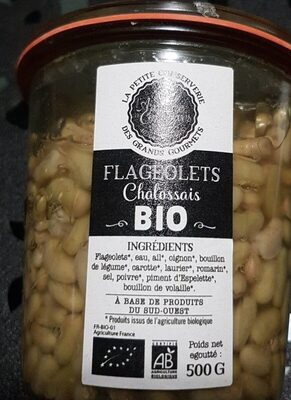 LA PETITE CONSERVERIE
DES GRANDS GOURMETS
FLAGEOLETS
Chalossais
BIO
INGRÉDIENTS
Flageolets*, eau, ail*, oignon*, bouillon
de légume*, carotte*, laurier*, romarin*,
sel, poivre*, piment d'Espelette*,
bouillon de volaille*.
À BASE DE PRODUITS
DU SUD-OUEST
* Produits issus de l'agriculture biologique
FR-BIO-01
Agriculture France
AB
AGRICULTURE
BIOLOGIQUE
Poids net
egoutté :
500G